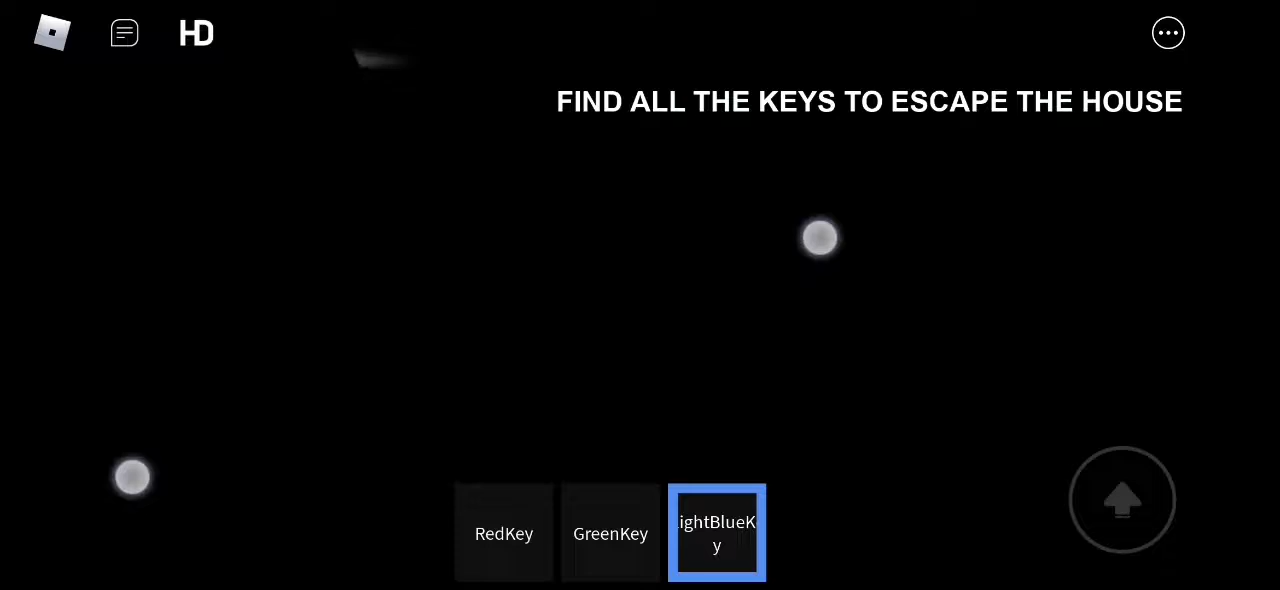 HD
FIND ALL THE KEYS TO ESCAPE THE HOUSE
RedKey
GreenKey
ightBlueK
y